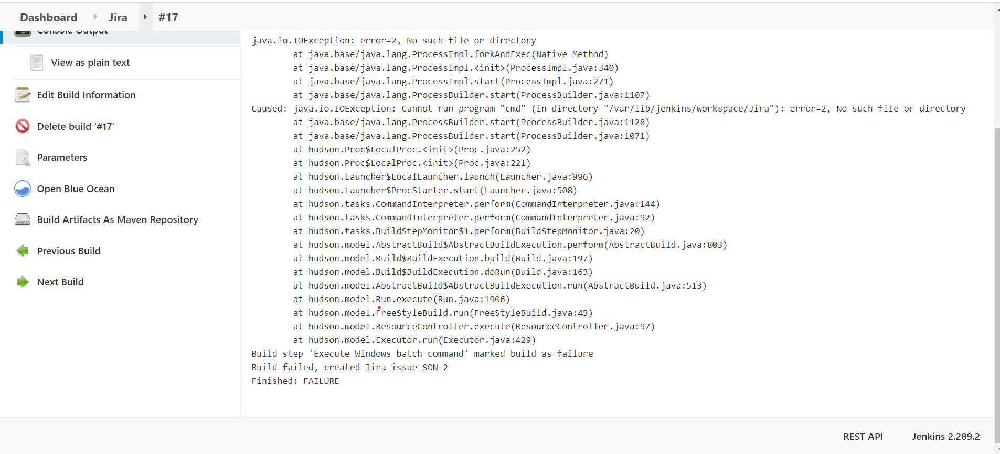 Dashboard Jira #17
Console Output
View as plain text
Edit Build Information
Delete build ‘#17’
Parameters
Open Blue Ocean
Build Artifacts As Maven Repository
Previous Build
Next Build
java.io.IOException: error=2, No such file or directory
at java.base/java.lang.ProcessImpl.forkAndExec(Native Method)
at java.base/java.lang.ProcessImpl.<init>(ProcessImpl.java:340)
at java.base/java.lang.ProcessImpl.start(ProcessImpl.java:271)
at java.base/java.lang.ProcessBuilder.start(ProcessBuilder.java:1107)
Caused: java.io.IOException: Cannot run program "cmd" (in directory "/var/lib/jenkins/workspace/Jira"): error=2, No such file or directory
at java.base/java.lang.ProcessBuilder.start(ProcessBuilder.java:1128)
at java.base/java.lang.ProcessBuilder.start(ProcessBuilder.java:1071)
at hudson.Proc$LocalProc.<init>(Proc.java:252)
at hudson.Proc$LocalProc.<init>(Proc.java:221)
at hudson.Launcher$LocalLauncher.launch(Launcher.java:996)
at hudson.Launcher$ProcStarter.start(Launcher.java:508)
at hudson.tasks.CommandInterpreter.perform(CommandInterpreter.java:144)
at hudson.tasks.CommandInterpreter.perform(CommandInterpreter.java:92)
at hudson.tasks.BuildStepMonitor$1.perform(BuildStepMonitor.java:20)
at hudson.model.AbstractBuild$AbstractBuildExecution.perform(AbstractBuild.java:803)
at hudson.model.Build$BuildExecution.build(Build.java:197)
at hudson.model.Build$BuildExecution.doRun(Build.java:163)
at hudson.model.AbstractBuild$AbstractBuildExecution.run(AbstractBuild.java:513)
at hudson.model.Run.execute(Run.java:1906)
at hudson.model.FreeStyleBuild.run(FreeStyleBuild.java:43)
at hudson.model.ResourceController.execute(ResourceController.java:97)
at hudson.model.Executor.run(Executor.java:429)
Build step 'Execute Windows batch command' marked build as failure
Build failed, created Jira issue SON-2
Finished: FAILURE
REST API Jenkins 2.289.2